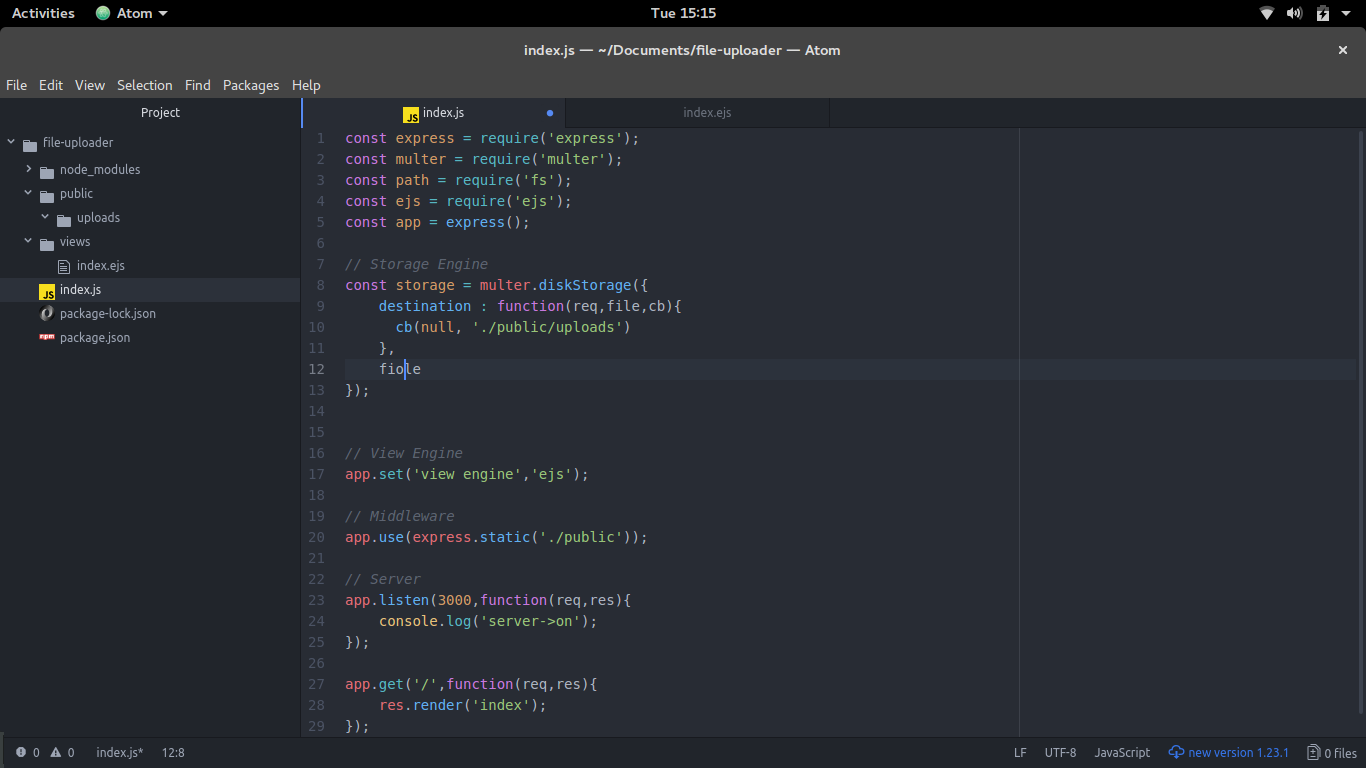 Activities Atom Tue 15:15
index.js — ~/Documents/file-uploader — Atom
File Edit View Selection Find Packages Help
Project
file-uploader
node_modules
public
uploads
views
index.ejs
JS index.js
package-lock.json
npm package.json
JS index.js index.ejs
1 const express = require('express');
2 const multer = require('multer');
3 const path = require('fs');
4 const ejs = require('ejs');
5 const app = express();
6
7 // Storage Engine
8 const storage = multer.diskStorage({
9     destination : function(req,file,cb){
10       cb(null, './public/uploads')
11     },
12     fiole
13 });
14
15
16 // View Engine
17 app.set('view engine','ejs');
18
19 // Middleware
20 app.use(express.static('./public'));
21
22 // Server
23 app.listen(3000,function(req,res){
24     console.log('server->on');
25 });
26
27 app.get('/',function(req,res){
28     res.render('index');
29 });
0 0 index.js* 12:8 LF UTF-8 JavaScript new version 1.23.1 0 files